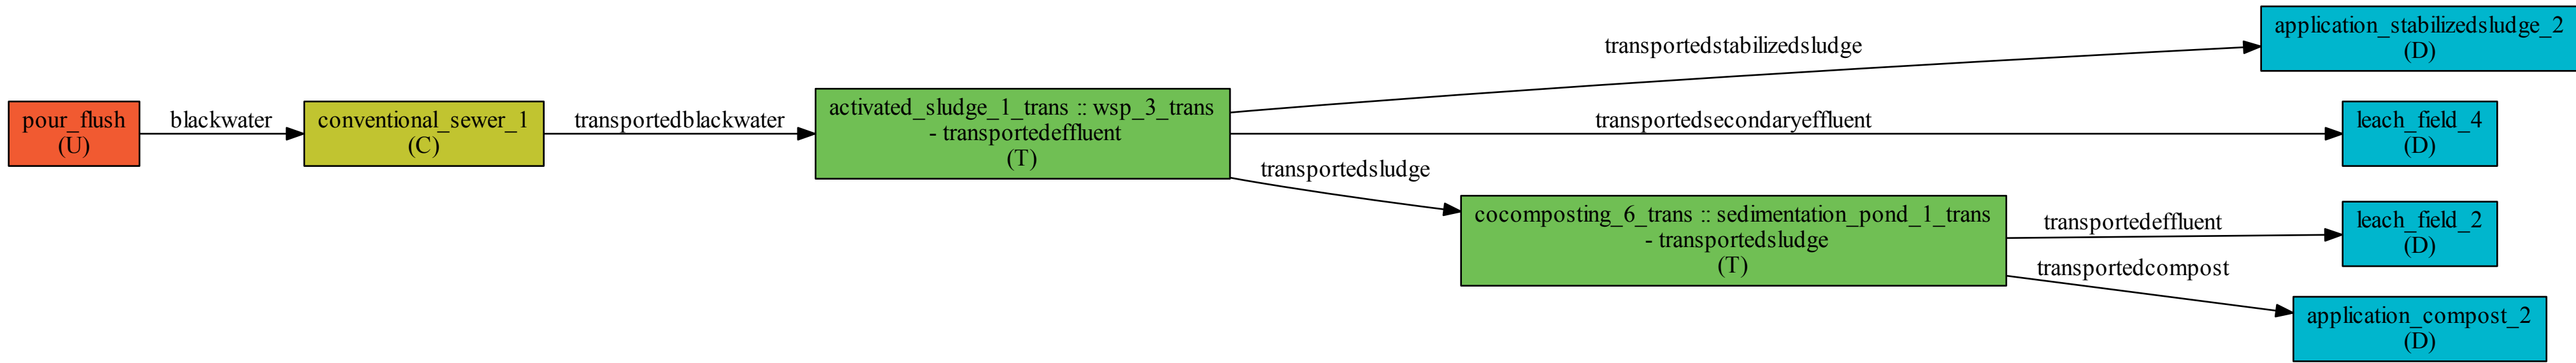 pour_flush
(U)
blackwater
conventional_sewer_1
(C)
transportedblackwater
activated_sludge_1_trans :: wsp_3_trans
- transportedeffluent
(T)
transportedstabilizedsludge
application_stabilizedsludge_2
(D)
transportedsecondaryeffluent
leach_field_4
(D)
transportedsludge
cocomposting_6_trans :: sedimentation_pond_1_trans
- transportedsludge
(T)
transportedeffluent
leach_field_2
(D)
transportedcompost
application_compost_2
(D)